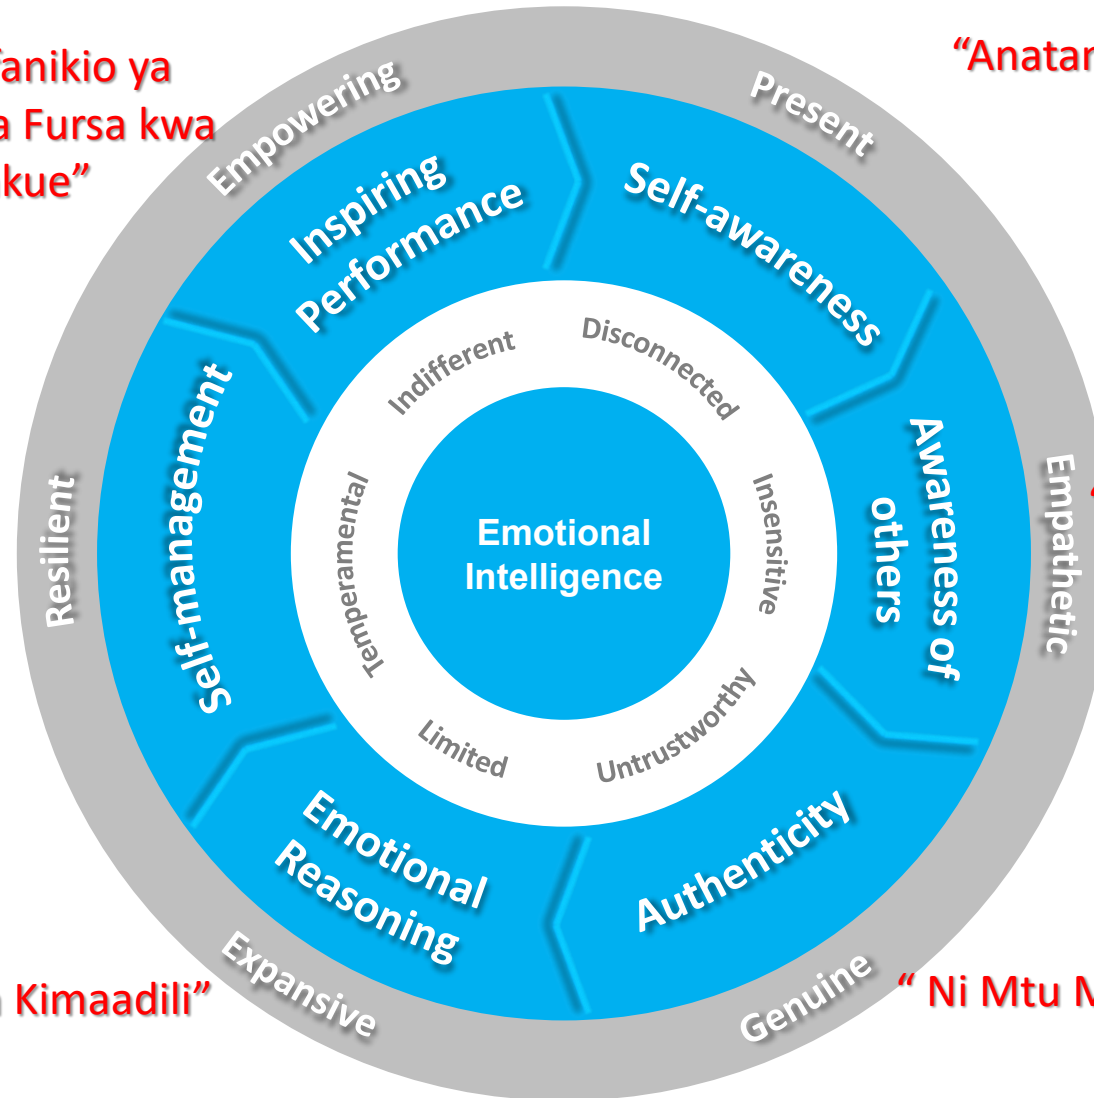 fanikio ya
a Fursa kwa
kue”
“Anatan
Empowering
Present
Empathetic
Genuine
Expansive
Resilient
Inspiring
Performance
Self-awareness
Awareness of
others
Authenticity
Emotional
Reasoning
Self-management
Indifferent
Disconnected
Insensitive
Untrustworthy
Limited
Temperamental
Emotional
Intelligence
Kimaadili”
“ Ni Mtu M